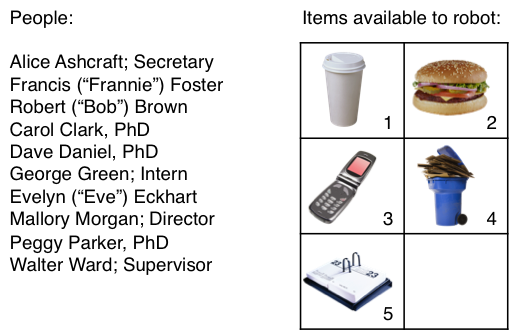 People:
Items available to robot:
Alice Ashcraft; Secretary
Francis (“Frannie”) Foster
Robert (“Bob”) Brown
Carol Clark, PhD
Dave Daniel, PhD
George Green; Intern
Evelyn (“Eve”) Eckhart
Mallory Morgan; Director
Peggy Parker, PhD
Walter Ward; Supervisor
1
2
3
4
22
23
5